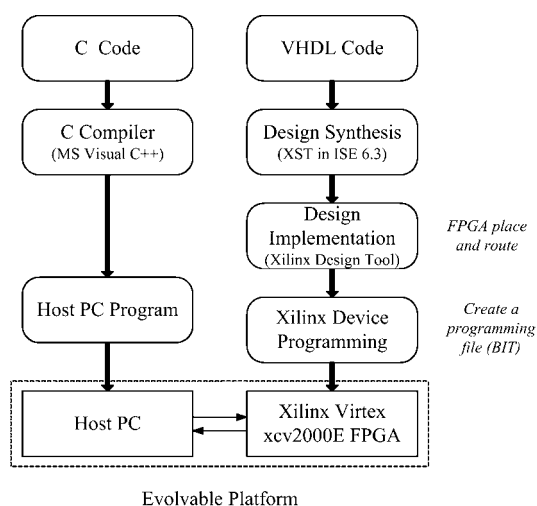 C Code
VHDL Code
C Compiler
(MS Visual C++)
Design Synthesis
(XST in ISE 6.3)
Design
Implementation
(Xilinx Design Tool)
FPGA place
and route
Host PC Program
Xilinx Device
Programming
Create a
programming
file (BIT)
Host PC
Xilinx Virtex
xcv2000E FPGA
Evolvable Platform